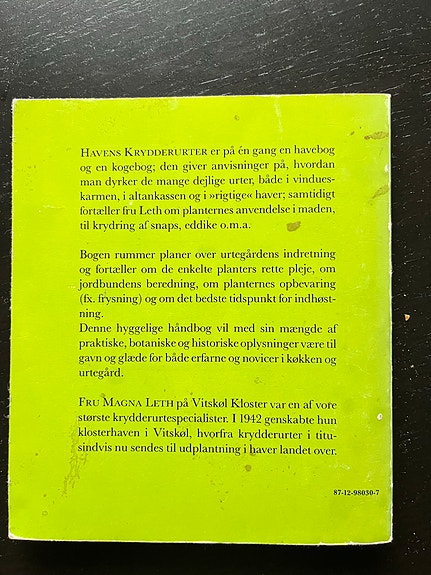 HAVENS KRYDDERURTER er på én gang en havebog
og en kogebog; den giver anvisninger på, hvordan
man dyrker de mange dejlige urter, både i vindues-
karmen, i altankassen og i »rigtige« haver; samtidigt
fortæller fru Leth om planternes anvendelse i maden,
til krydring af snaps, eddike o.m.a.
Bogen rummer planer over urtegårdens indretning
og fortæller om de enkelte planters rette pleje, om
jordbundens beredning, om planternes opbevaring
(fx. frysning) og om det bedste tidspunkt for indhøst-
ning.
Denne hyggelige håndbog vil med sin mængde af
praktiske, botaniske og historiske oplysninger være til
gavn og glæde for både erfarne og novicer i køkken og
urtegård.
FRU MAGNA LETH på Vitskøl Kloster var en af vore
største krydderurtespecialister. I 1942 genskabte hun
klosterhaven i Vitskøl, hvorfra krydderurter i titu-
sindvis nu sendes til udplantning i haver landet over.
87-12-98030-7